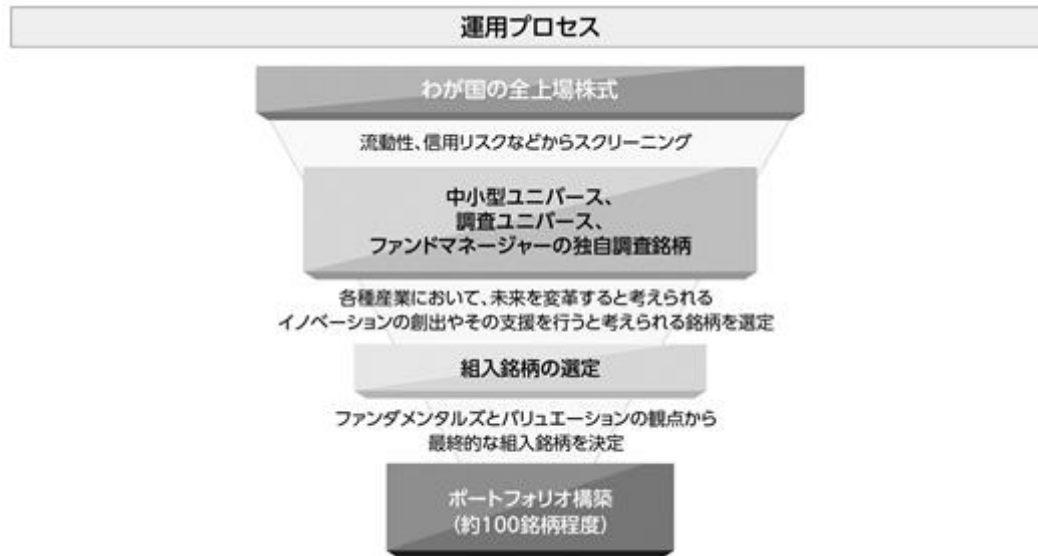 運用プロセス
わが国の全上場株式
流動性、信用リスクなどからスクリーニング
中小型ユニバース、
調査ユニバース、
ファンドマネージャーの独自調査銘柄
各種産業において、未来を変革すると考えられる
イノベーションの創出やその支援を行うと考えられる銘柄を選定
組入銘柄の選定
ファンダメンタルズとバリュエーションの観点から
最終的な組入銘柄を決定
ポートフォリオ構築
(約100銘柄程度)